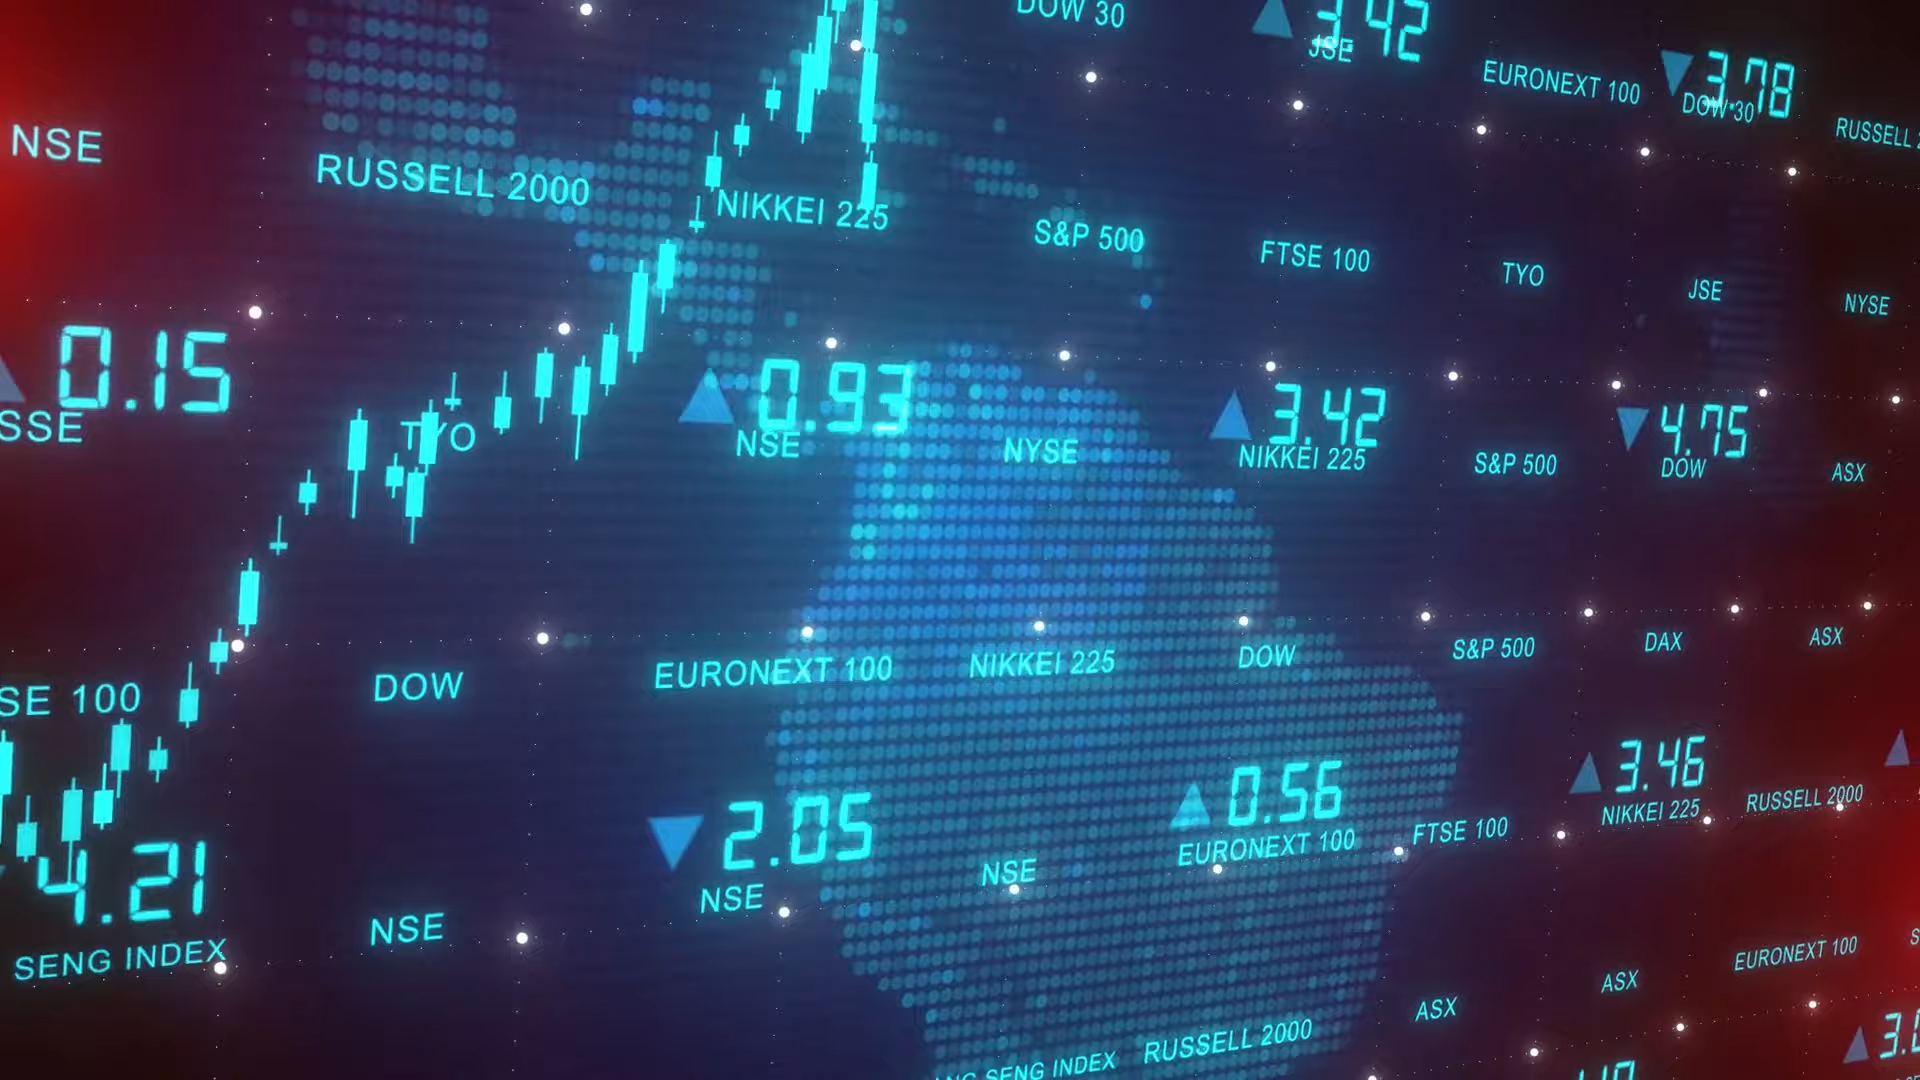 DOW 30
3.42
JSE
EURONEXT 100
3.78
DOW 30
RUSSELL 2
NSE
RUSSELL 2000
NIKKEI 225
S&P 500
FTSE 100
TYO
JSE
NYSE
0.15
SSE
TYO
0.93
NSE
NYSE
3.42
NIKKEI 225
S&P 500
4.75
DOW
ASX
SE 100
DOW
EURONEXT 100
NIKKEI 225
DOW
S&P 500
DAX
ASX
4.21
SENG INDEX
NSE
2.05
NSE
NSE
0.56
EURONEXT 100
FTSE 100
3.46
NIKKEI 225
RUSSELL 2000
NG SENG INDEX
RUSSELL 2000
ASX
ASX
EURONEXT 100